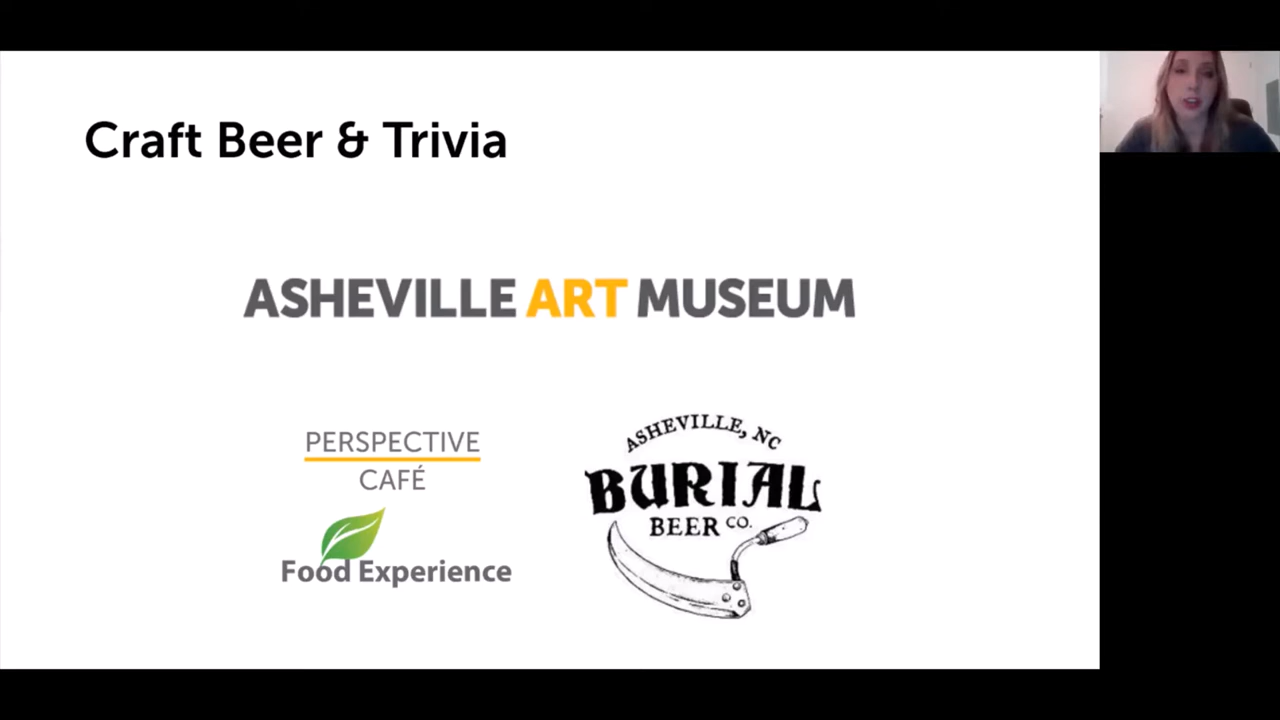 Craft Beer & Trivia
ASHEVILLE ART MUSEUM
PERSPECTIVE
CAFÉ
Food Experience
ASHEVILLE, NC
BURIAL
BEER CO.